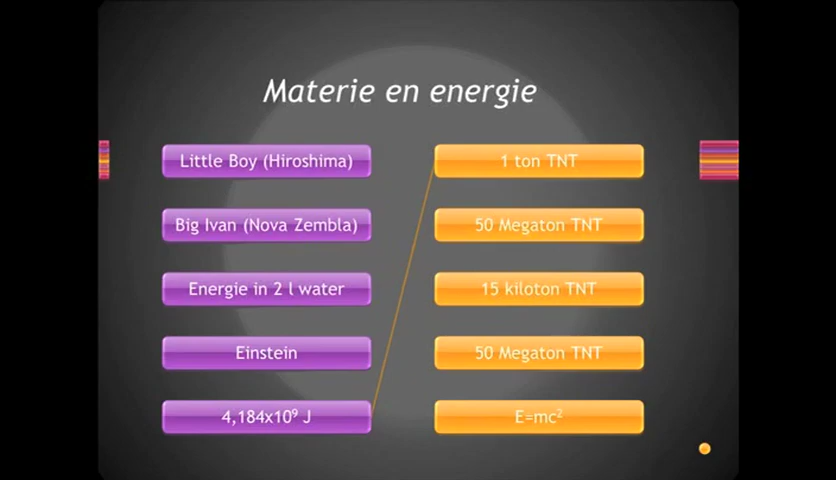 Materie en energie
Little Boy (Hiroshima)
1 ton TNT
Big Ivan (Nova Zembla)
50 Megaton TNT
Energie in 2 l water
15 kiloton TNT
Einstein
50 Megaton TNT
4,184x10⁹ J
E=mc²